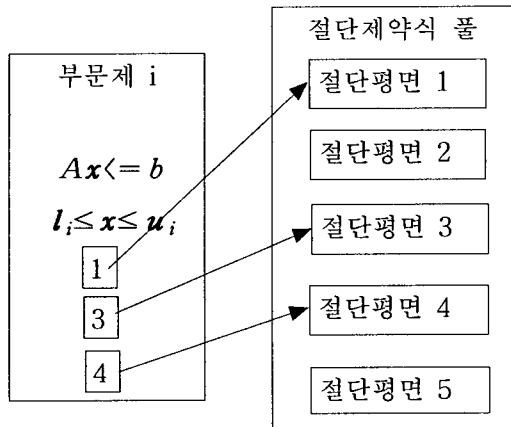 부문제 i
Ax<= b
l i ≤ x ≤ u i
1
3
4
절단제약식 풀
절단평면 1
절단평면 2
절단평면 3
절단평면 4
절단평면 5